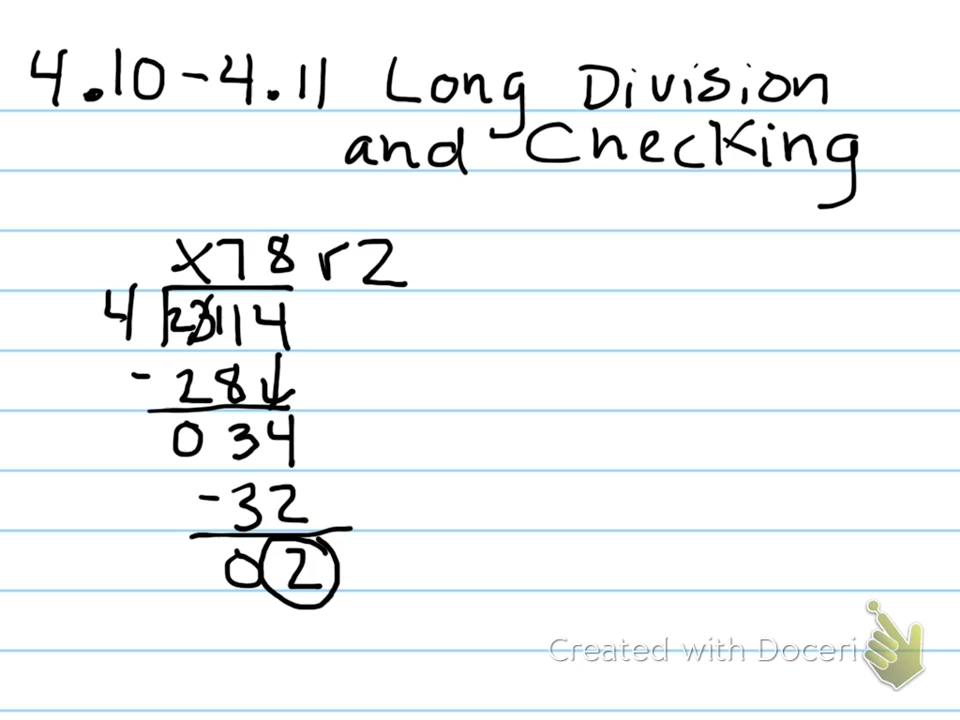 4.10-4.11 Long Division
and Checking
x78 r2
4 314
- 28↓
034
-32
02
Created with Doceri